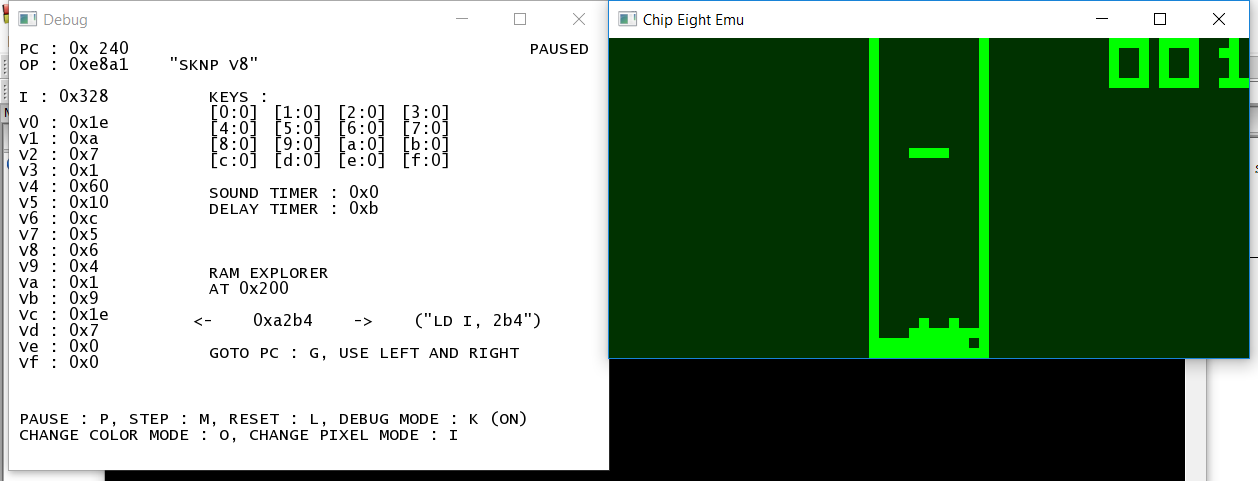 Debug
PC : 0x 240 PAUSED
OP : 0xe8a1 "SKNP V8"
I : 0x328 KEYS :
[0:0] [1:0] [2:0] [3:0]
v0 : 0x1e [4:0] [5:0] [6:0] [7:0]
v1 : 0xa [8:0] [9:0] [a:0] [b:0]
v2 : 0x7 [c:0] [d:0] [e:0] [f:0]
v3 : 0x1
v4 : 0x60 SOUND TIMER : 0x0
v5 : 0x10 DELAY TIMER : 0xb
v6 : 0xc
v7 : 0x5
v8 : 0x6
v9 : 0x4 RAM EXPLORER
va : 0x1 AT 0x200
vb : 0x9
vc : 0x1e <- 0xa2b4 -> ("LD I, 2b4")
vd : 0x7
ve : 0x0 GOTO PC : G, USE LEFT AND RIGHT
vf : 0x0
PAUSE : P, STEP : M, RESET : L, DEBUG MODE : K (ON)
CHANGE COLOR MODE : O, CHANGE PIXEL MODE : I
Chip Eight Emu
001